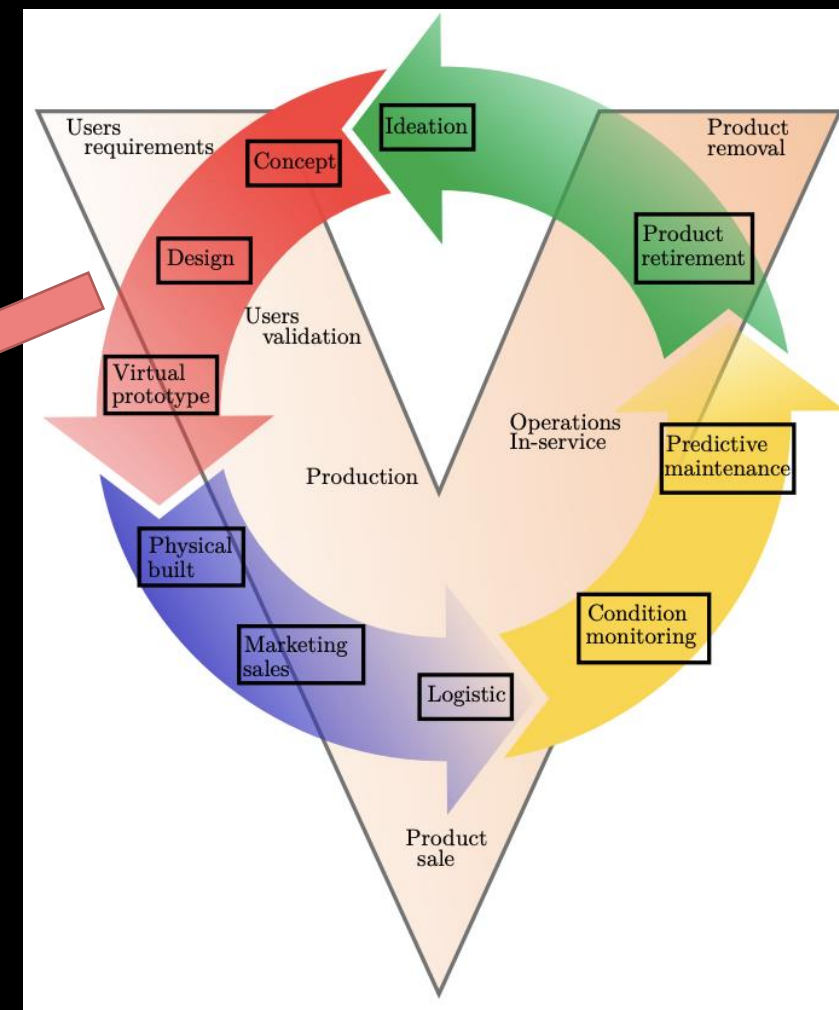 Users
requirements
Ideation
Product
removal
Concept
Product
retirement
Design
Users
validation
Virtual
prototype
Operations
In-service
Predictive
maintenance
Production
Physical
built
Condition
monitoring
Marketing
sales
Logistic
Product
sale